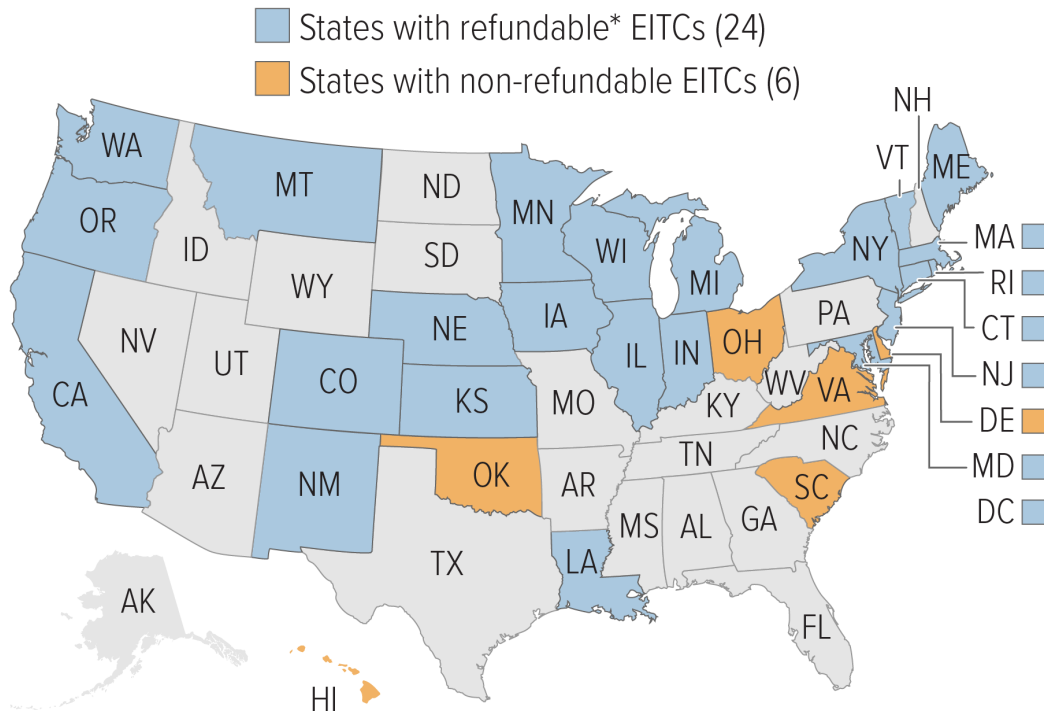 States with refundable* EITCs (24)
States with non-refundable EITCs (6)
NH
WA
VT
ME
MT
ND
MN
OR
MA
ID
SD
WI
NY
MI
RI
WY
PA
IA
NE
CT
NV
OH
UT
IL
IN
NJ
CO
WV
CA
KS
MO
VA
KY
DE
NC
TN
MD
AZ
NM
OK
AR
SC
DC
MS
AL
GA
TX
LA
AK
FL
HI